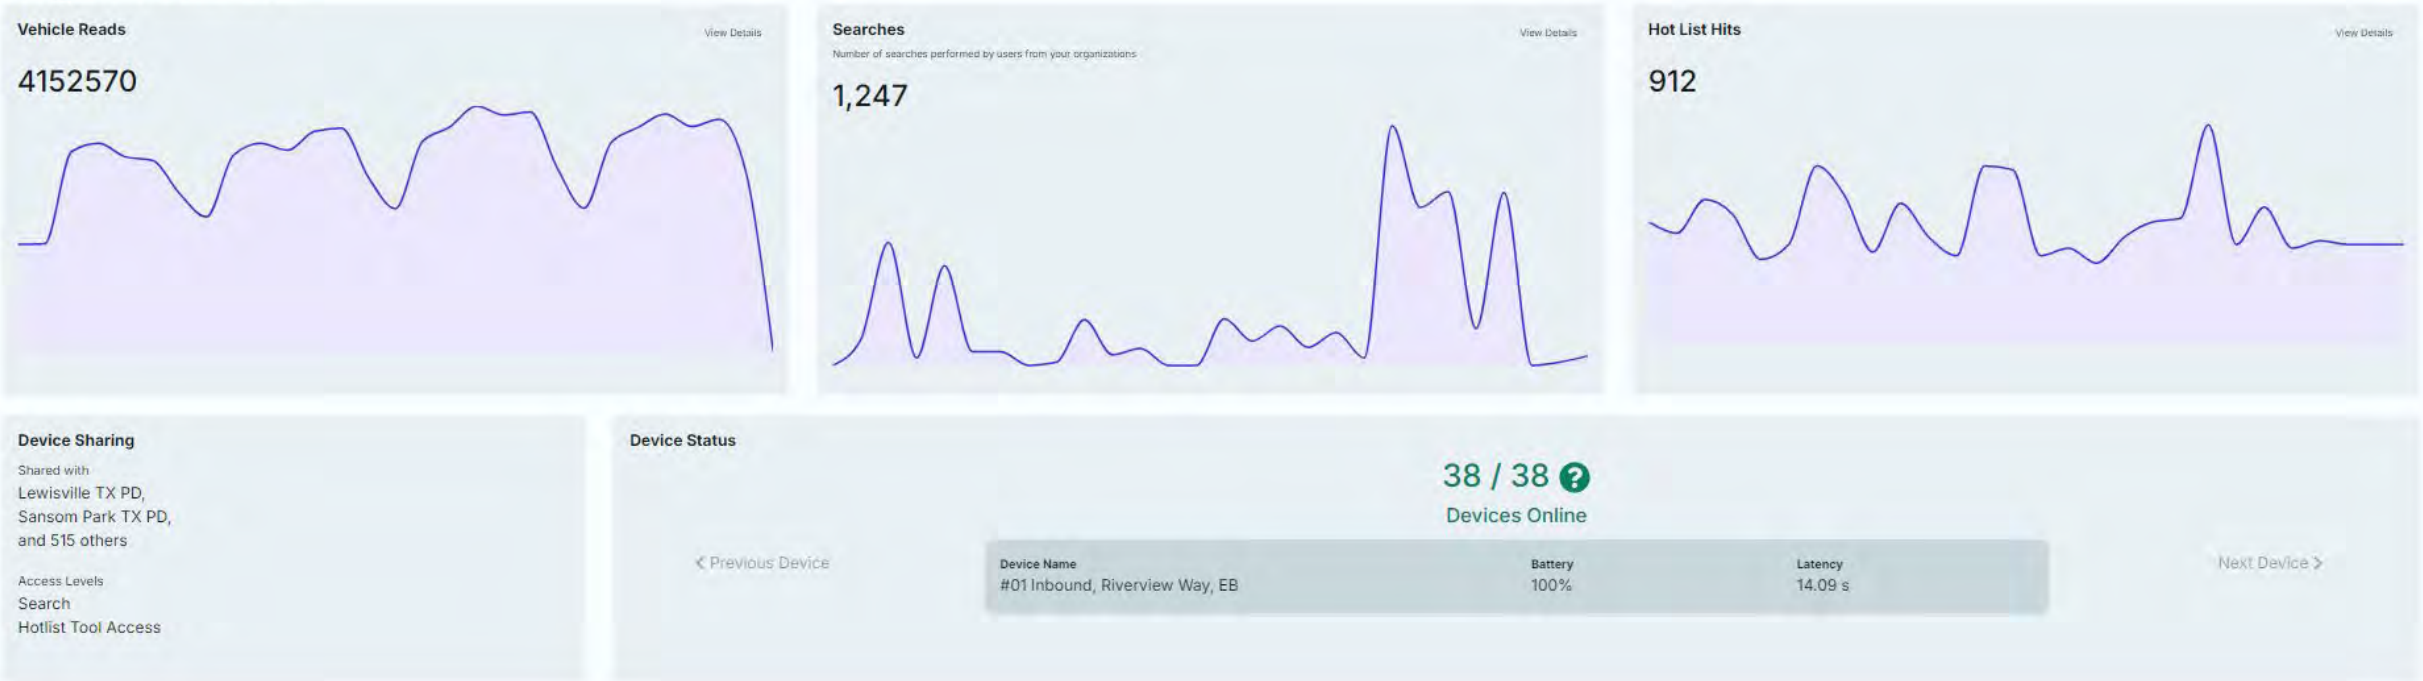 Vehicle Reads
View Details
4152570
Searches
View Details
Number of searches performed by users from your organizations
1,247
Hot List Hits
View Details
912
Device Sharing
Shared with
Lewisville TX PD,
Sansom Park TX PD,
and 515 others
Access Levels
Search
Hotlist Tool Access
Device Status
38 / 38 ?
Devices Online
< Previous Device
Device Name Battery Latency
#01 Inbound, Riverview Way, EB 100% 14.09 s
Next Device >